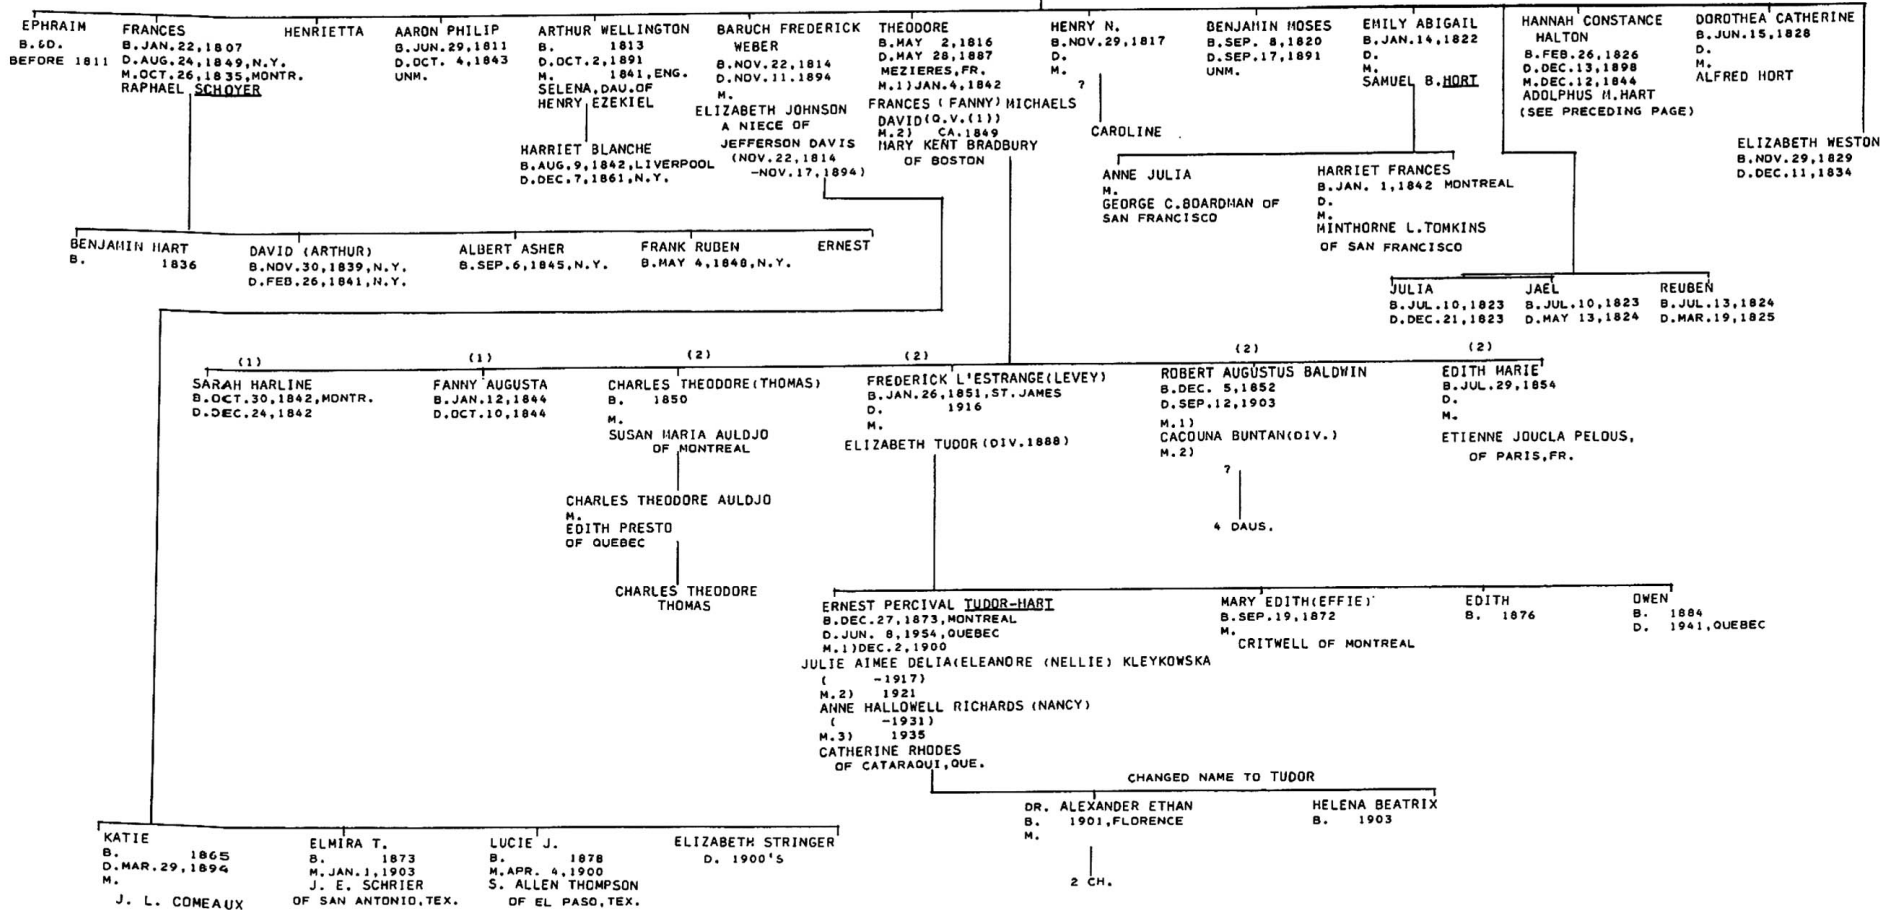 EPHRAIM
B.&D.
BEFORE 1811
FRANCES
B.JAN.22,1807
D.AUG.24,1849,N.Y.
M.OCT.26,1835,MONTR.
RAPHAEL SCHOYER
HENRIETTA
AARON PHILIP
B.JUN.29,1811
D.OCT. 4,1843
UNM.
ARTHUR WELLINGTON
B. 1813
D.OCT.2,1891
M. 1841,ENG.
SELENA,DAU.OF
HENRY EZEKIEL
HARRIET BLANCHE
B.AUG.9,1842,LIVERPOOL
D.DEC.7,1861,N.Y.
BARUCH FREDERICK
WEBER
B.NOV.22,1814
D.NOV.11.1894
M.
ELIZABETH JOHNSON
A NIECE OF
JEFFERSON DAVIS
(NOV.22,1814
-NOV.17,1894)
THEODORE
B.MAY 2,1816
D.MAY 28,1887
MEZIERES,FR.
M.1)JAN.4,1842
FRANCES (FANNY) MICHAELS
DAVID(Q.V.(1))
M.2) CA.1849
MARY KENT BRADBURY
OF BOSTON
HENRY N.
B.NOV.29,1817
D.
M.
?
CAROLINE
BENJAMIN MOSES
B.SEP. 8,1820
D.SEP.17,1891
UNM.
EMILY ABIGAIL
B.JAN.14,1822
D.
M.
SAMUEL B.HORT
ANNE JULIA
M.
GEORGE C.BOARDMAN OF
SAN FRANCISCO
HARRIET FRANCES
B.JAN. 1,1842 MONTREAL
D.
M.
MINTHORNE L.TOMKINS
OF SAN FRANCISCO
HANNAH CONSTANCE
HALTON
B.FEB.26,1826
D.DEC.13,1898
M.DEC.12,1844
ADOLPHUS M.HART
(SEE PRECEDING PAGE)
DOROTHEA CATHERINE
B.JUN.15,1828
D.
M.
ALFRED HORT
ELIZABETH WESTON
B.NOV.29,1829
D.DEC.11,1834
BENJAMIN HART
B. 1836
DAVID (ARTHUR)
B.NOV.30,1839,N.Y.
D.FEB.26,1841,N.Y.
ALBERT ASHER
B.SEP.6,1845,N.Y.
FRANK RUBEN
B.MAY 4,1848,N.Y.
ERNEST
JULIA
B.JUL.10,1823
D.DEC.21,1823
JAEL
B.JUL.10,1823
D.MAY 13,1824
REUBEN
B.JUL.13,1824
D.MAR.19,1825
(1)
SARAH HARLINE
B.OCT.30,1842,MONTR.
D.DEC.24,1842
(1)
FANNY AUGUSTA
B.JAN.12,1844
D.OCT.10,1844
(2)
CHARLES THEODORE(THOMAS)
B. 1850
M.
SUSAN MARIA AULDJO
OF MONTREAL
CHARLES THEODORE AULDJO
M.
EDITH PRESTO
OF QUEBEC
CHARLES THEODORE
THOMAS
(2)
FREDERICK L'ESTRANGE(LEVEY)
B.JAN.26,1851,ST.JAMES
D. 1916
M.
ELIZABETH TUDOR(DIV.1888)
(2)
ROBERT AUGUSTUS BALDWIN
B.DEC. 5,1852
D.SEP.12,1903
M.1)
CACOUNA BUNTAN(DIV.)
M.2)
?
4 DAUS.
(2)
EDITH MARIE
B.JUL.29,1854
D.
M.
ETIENNE JOUCLA PELOUS,
OF PARIS,FR.
ERNEST PERCIVAL TUDOR-HART
B.DEC.27,1873,MONTREAL
D.JUN. 8,1954,QUEBEC
M.1)DEC.2,1900
JULIE AIMEE DELIA(ELEANORE (NELLIE) KLEYKOWSKA
( -1917)
M.2) 1921
ANNE HALLOWELL RICHARDS (NANCY)
( -1931)
M.3) 1935
CATHERINE RHODES
OF CATARAQUI,QUE.
MARY EDITH(EFFIE)
B.SEP.19,1872
M.
CRITWELL OF MONTREAL
EDITH
B. 1876
OWEN
B. 1884
D. 1941,QUEBEC
CHANGED NAME TO TUDOR
DR. ALEXANDER ETHAN
B. 1901,FLORENCE
M.
2 CH.
HELENA BEATRIX
B. 1903
KATIE
B. 1865
D.MAR.29,1894
M.
J. L. COMEAUX
ELMIRA T.
B. 1873
M.JAN.1,1903
J. E. SCHRIER
OF SAN ANTONIO,TEX.
LUCIE J.
B. 1878
M.APR. 4,1900
S. ALLEN THOMPSON
OF EL PASO,TEX.
ELIZABETH STRINGER
D. 1900'S